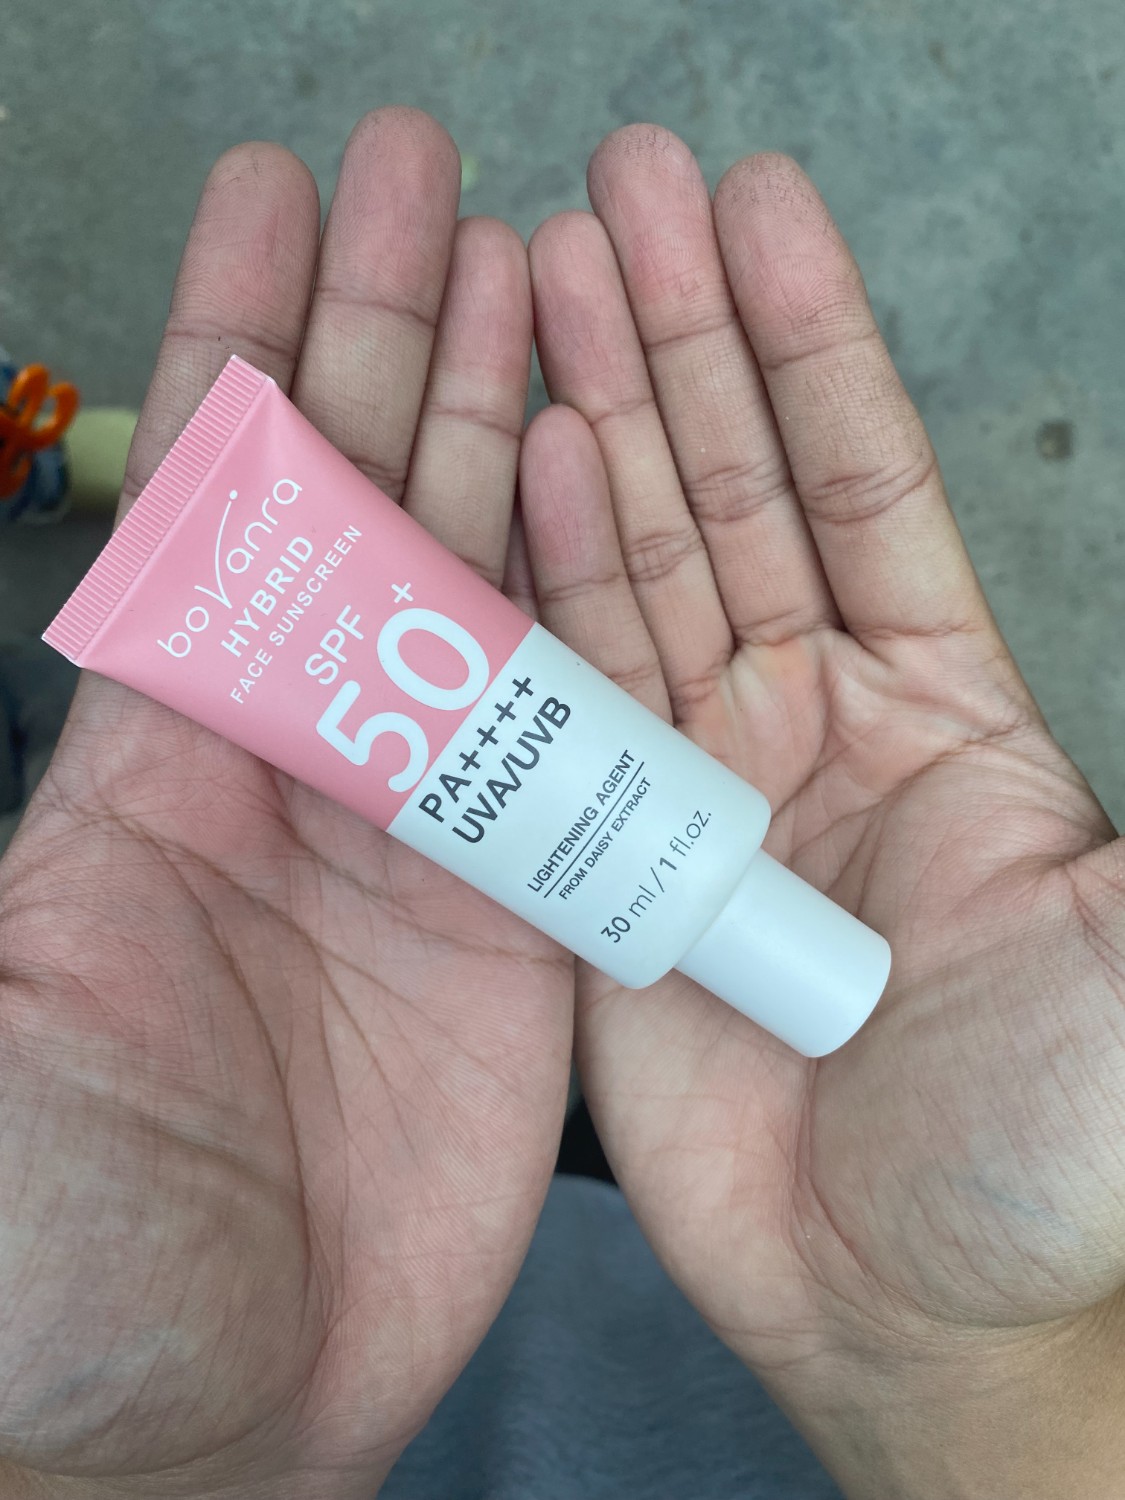 boVanra
HYBRID
FACE SUNSCREEN
SPF
50+
PA++++
UVA/UVB
LIGHTENING AGENT
FROM DAISY EXTRACT
30 ml / 1 fl.oz.